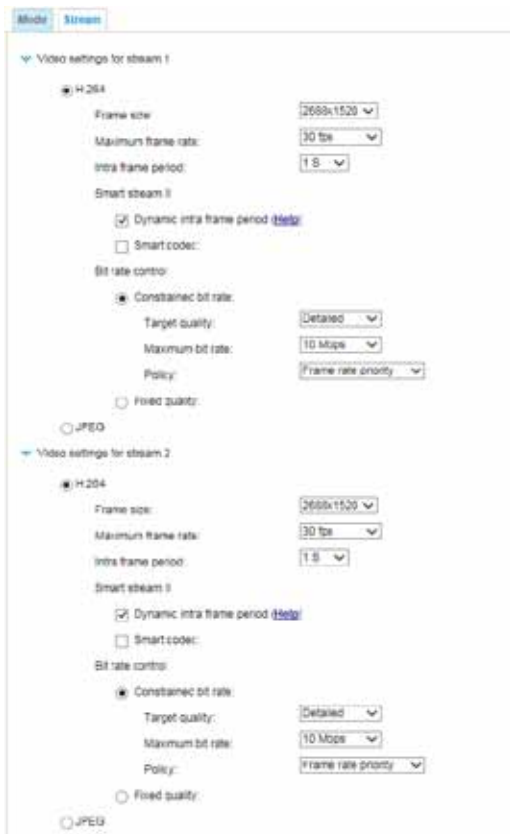 Mode Stream
Video settings for stream 1
H.264
Frame size: 2688x1520
Maximum frame rate: 30 fps
Intra frame period: 1 S
Smart stream II
Dynamic intra frame period (Help)
Smart codec:
Bit rate control
Constrained bit rate:
Target quality: Detailed
Maximum bit rate: 10 Mbps
Policy: Frame rate priority
Fixed quality:
JPEG
Video settings for stream 2
H.264
Frame size: 2688x1520
Maximum frame rate: 30 fps
Intra frame period: 1 S
Smart stream II
Dynamic intra frame period (Help)
Smart codec:
Bit rate control
Constrained bit rate:
Target quality: Detailed
Maximum bit rate: 10 Mbps
Policy: Frame rate priority
Fixed quality:
JPEG